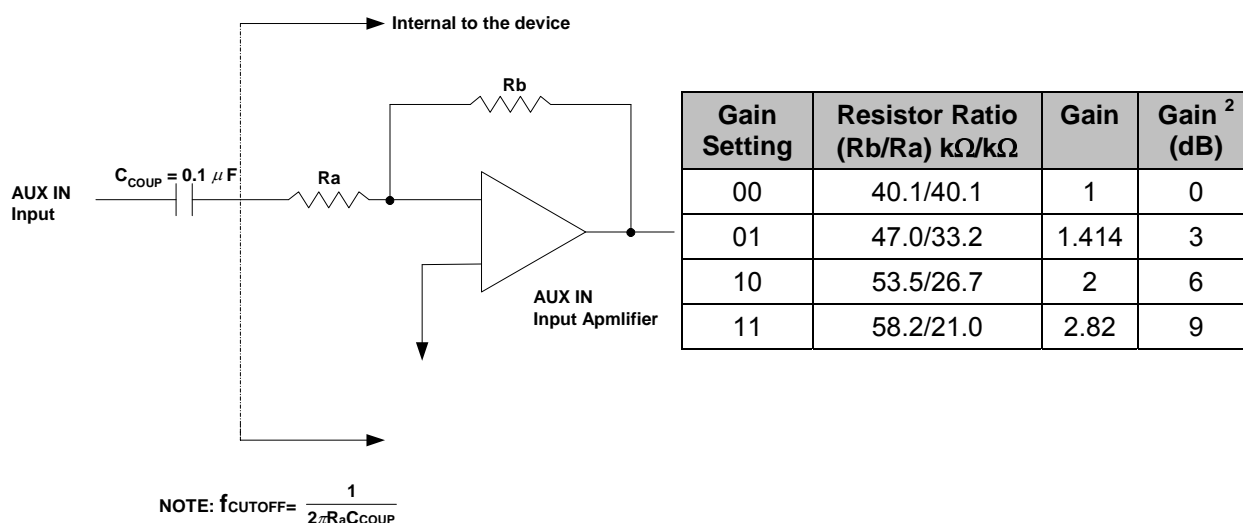 Internal to the device
Rb
C_COUP = 0.1 μF
Ra
AUX IN
Input
AUX IN
Input Apmlifier
Gain Setting | Resistor Ratio (Rb/Ra) kΩ/kΩ | Gain | Gain ² (dB)
00 | 40.1/40.1 | 1 | 0
01 | 47.0/33.2 | 1.414 | 3
10 | 53.5/26.7 | 2 | 6
11 | 58.2/21.0 | 2.82 | 9
NOTE: fCUTOFF= 1 / 2πRaCCOUP